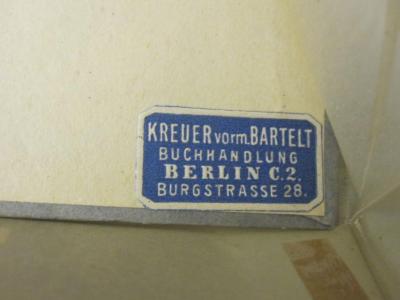 KREUER vorm. BARTELT
BUCHHANDLUNG
BERLIN C.2.
BURGSTRASSE 28.